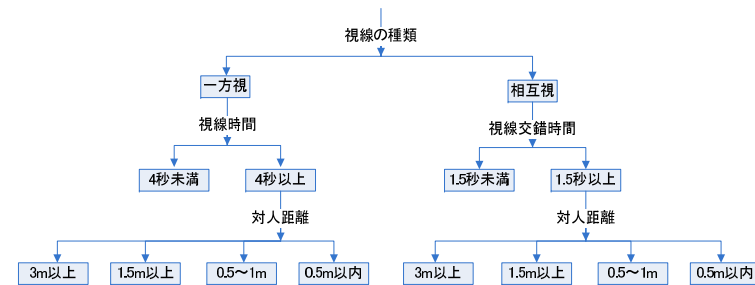 視線の種類
一方視
相互視
視線時間
視線交錯時間
4秒未満
4秒以上
1.5秒未満
1.5秒以上
対人距離
対人距離
3m以上
1.5m以上
0.5～1m
0.5m以内
3m以上
1.5m以上
0.5～1m
0.5m以内